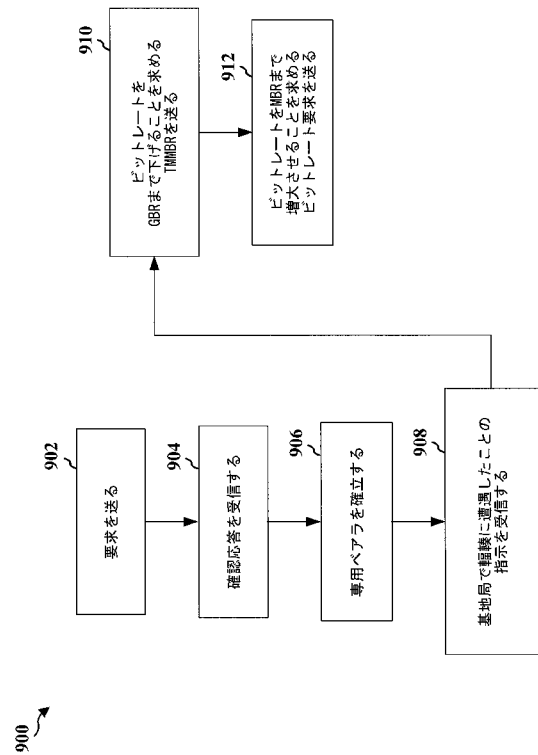 900
902
要求を送る
904
確認応答を受信する
906
専用ベアラを確立する
908
基地局で輻輳に遭遇したことの
指示を受信する
910
ビットレートを
GBRまで下げることを求める
TMMBRを送る
912
ビットレートをMBRまで
増大させることを求める
ビットレート要求を送る